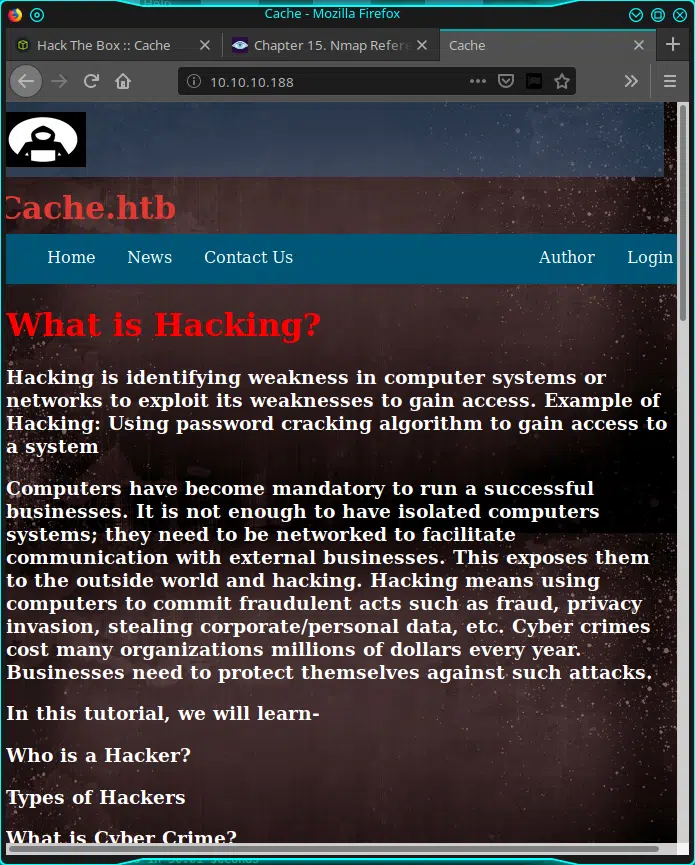 Help
Cache - Mozilla Firefox
Hack The Box :: Cache
Chapter 15. Nmap Refere
Cache
10.10.10.188
Cache.htb
Home News Contact Us Author Login
What is Hacking?
Hacking is identifying weakness in computer systems or
networks to exploit its weaknesses to gain access. Example of
Hacking: Using password cracking algorithm to gain access to
a system
Computers have become mandatory to run a successful
businesses. It is not enough to have isolated computers
systems; they need to be networked to facilitate
communication with external businesses. This exposes them
to the outside world and hacking. Hacking means using
computers to commit fraudulent acts such as fraud, privacy
invasion, stealing corporate/personal data, etc. Cyber crimes
cost many organizations millions of dollars every year.
Businesses need to protect themselves against such attacks.
In this tutorial, we will learn-
Who is a Hacker?
Types of Hackers
What is Cyber Crime?
seconds